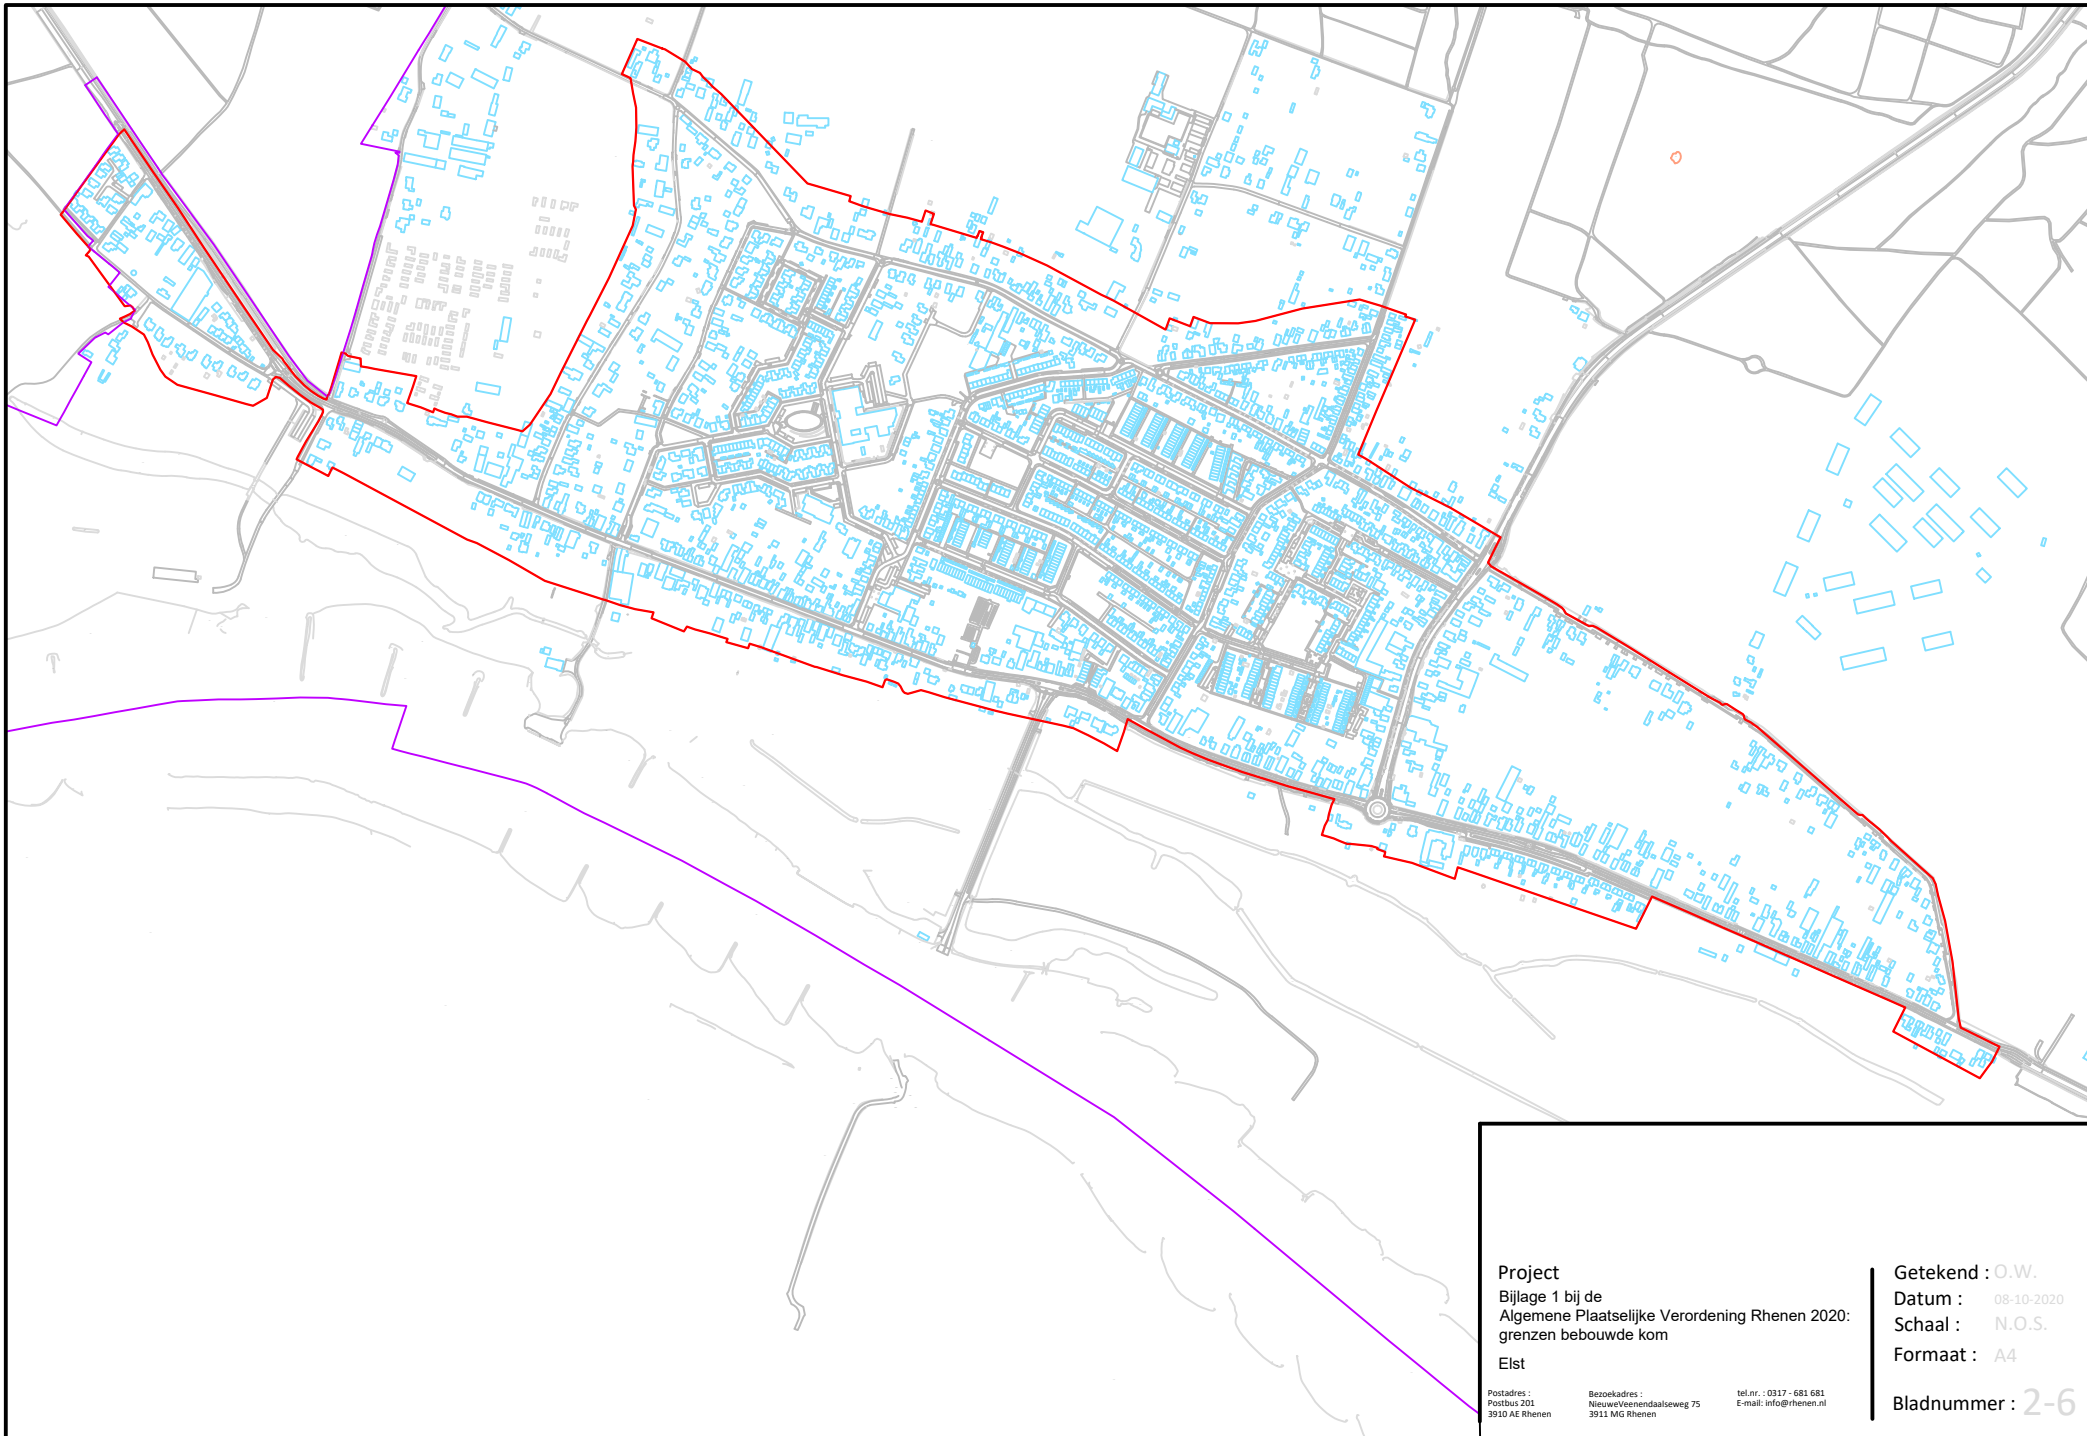 Project
Bijlage 1 bij de
Algemene Plaatselijke Verordening Rhenen 2020:
grenzen bebouwde kom
Elst
Postadres :
Postbus 201
3910 AE Rhenen
Bezoekadres :
NieuweVeenendaalseweg 75
3911 MG Rhenen
tel.nr. : 0317 - 681 681
E-mail: info@rhenen.nl
Getekend : O.W.
Datum : 08-10-2020
Schaal : N.O.S.
Formaat : A4
Bladnummer : 2-6